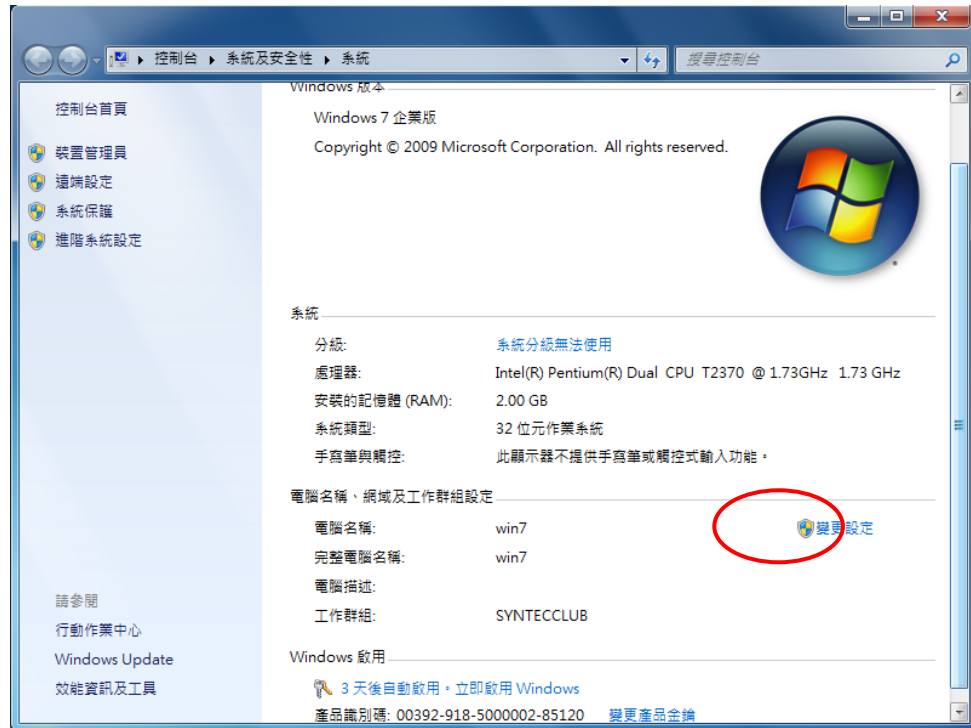 控制台 ▸ 系統及安全性 ▸ 系統
搜尋控制台
控制台首頁
裝置管理員
遠端設定
系統保護
進階系統設定
請參閱
行動作業中心
Windows Update
效能資訊及工具
Windows 版本
Windows 7 企業版
Copyright © 2009 Microsoft Corporation. All rights reserved.
系統
分級: 系統分級無法使用
處理器: Intel(R) Pentium(R) Dual CPU T2370 @ 1.73GHz 1.73 GHz
安裝的記憶體 (RAM): 2.00 GB
系統類型: 32 位元作業系統
手寫筆與觸控: 此顯示器不提供手寫筆或觸控式輸入功能。
電腦名稱、網域及工作群組設定
電腦名稱: win7 變更設定
完整電腦名稱: win7
電腦描述:
工作群組: SYNTECCLUB
Windows 啟用
3 天後自動啟用。立即啟用 Windows
產品識別碼: 00392-918-5000002-85120 變更產品金鑰